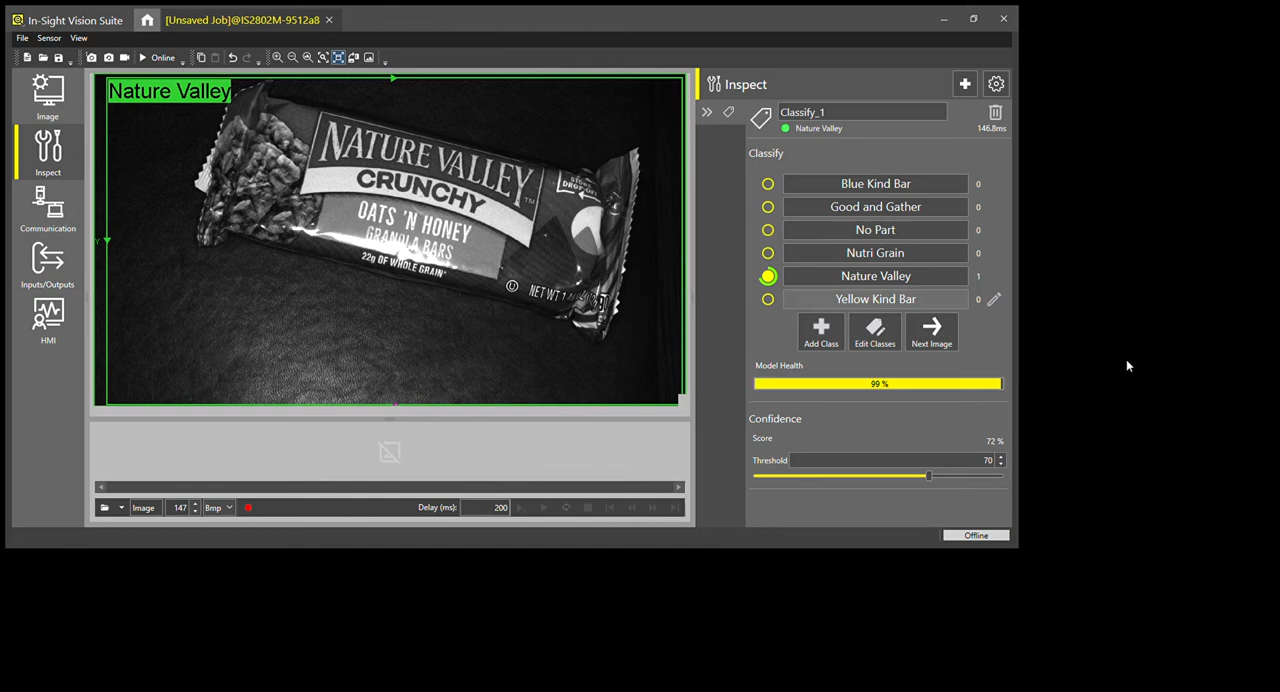 In-Sight Vision Suite
[Unsaved Job]@IS2802M-9512a8
File Sensor View
Online
Image
Inspect
Communication
Inputs/Outputs
HMI
Nature Valley
NATURE VALLEY
TM
CRUNCHY
OATS 'N HONEY
GRANOLA BARS
22g OF WHOLE GRAIN*
U
NET WT
Y
Image 147 Bmp Delay (ms): 200
Inspect
Classify_1
Nature Valley 146.8ms
Classify
Blue Kind Bar 0
Good and Gather 0
No Part 0
Nutri Grain 0
Nature Valley 1
Yellow Kind Bar 0
Add Class Edit Classes Next Image
Model Health
99 %
Confidence
Score 72 %
Threshold 70
Offline